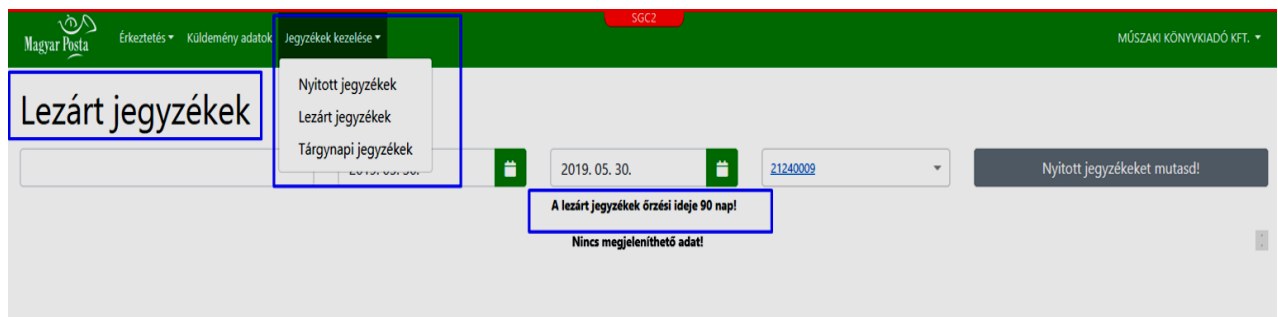 SGC2
Magyar Posta
Érkeztetés Küldemény adatok Jegyzékek kezelése
MŰSZAKI KÖNYVKIADÓ KFT.
Nyitott jegyzékek
Lezárt jegyzékek
Tárgynapi jegyzékek
Lezárt jegyzékek
2019. 05. 30.
21240009
Nyitott jegyzékeket mutasd!
A lezárt jegyzékek őrzési ideje 90 nap!
Nincs megjeleníthető adat!